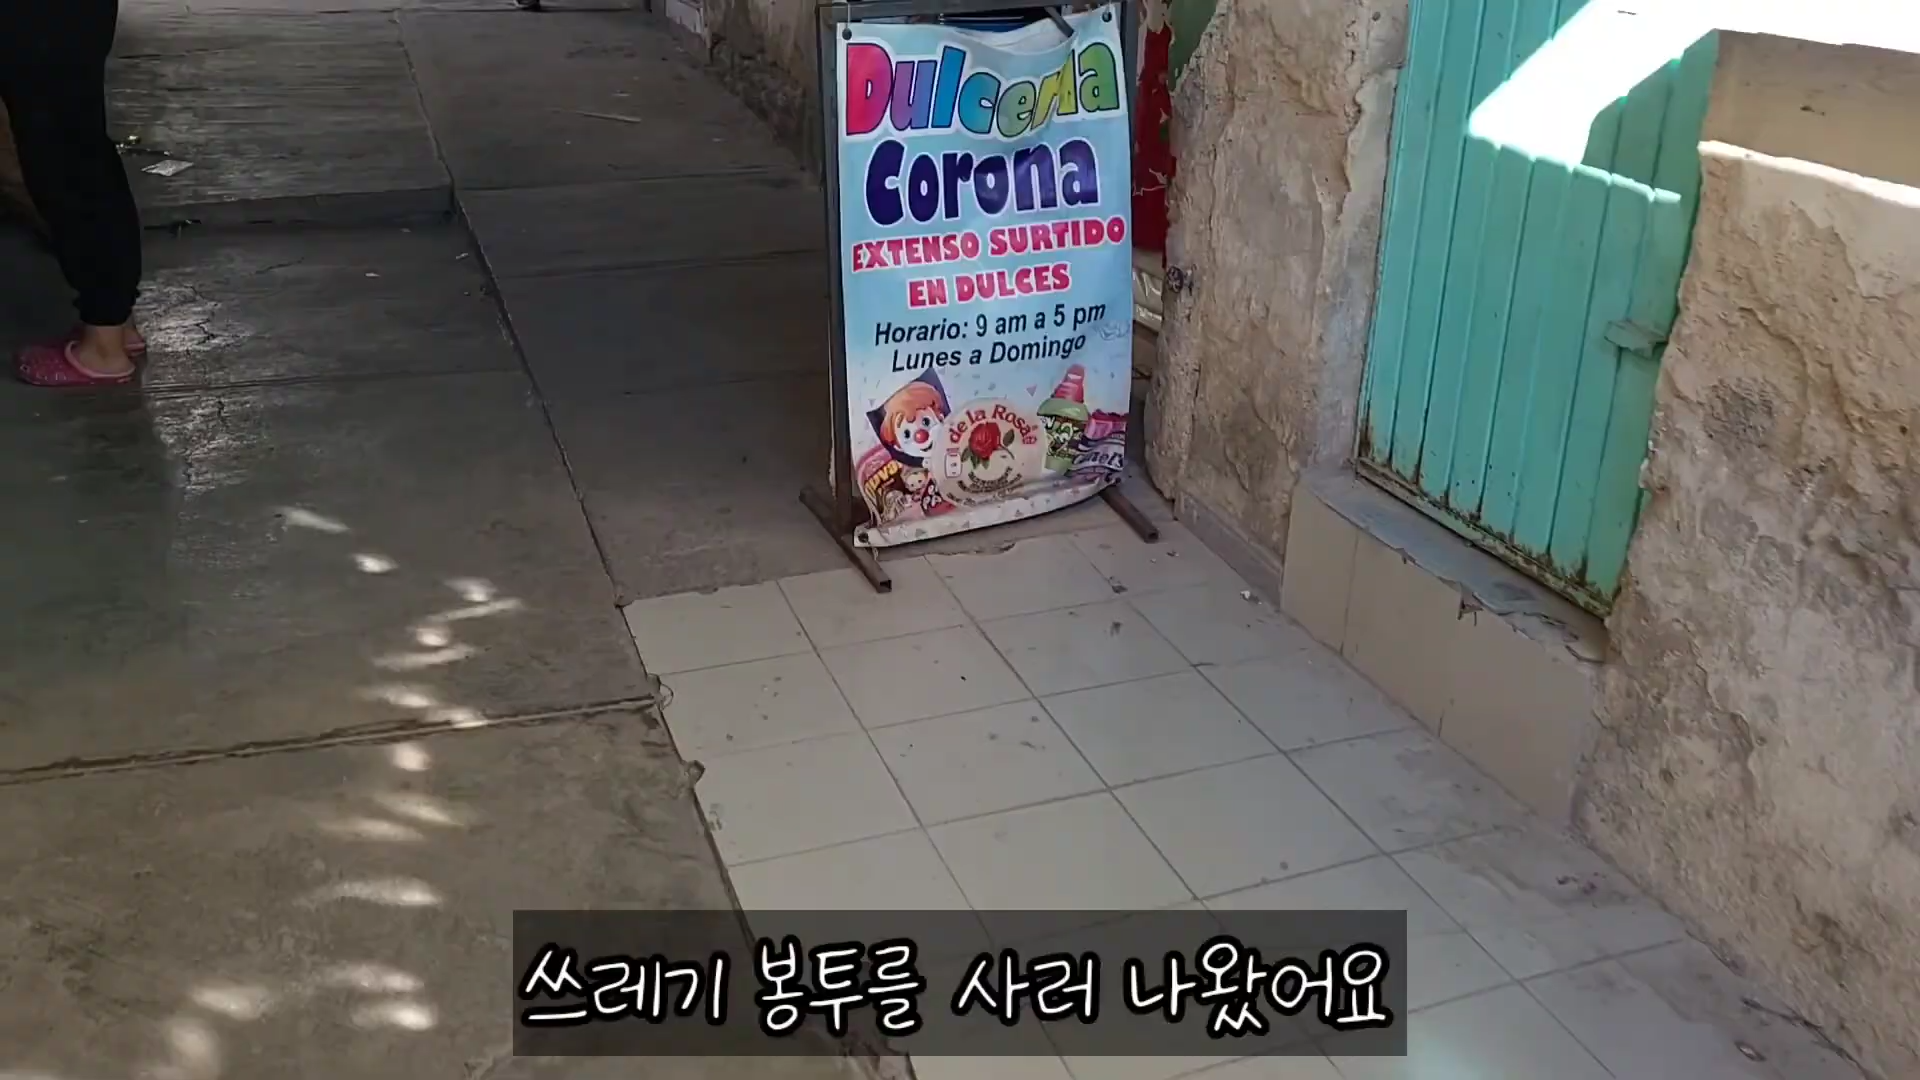 Dulcería
Corona
EXTENSO SURTIDO
EN DULCES
Horario: 9 am a 5 pm
Lunes a Domingo
de la Rosa
쓰레기 봉투를 사러 나왔어요